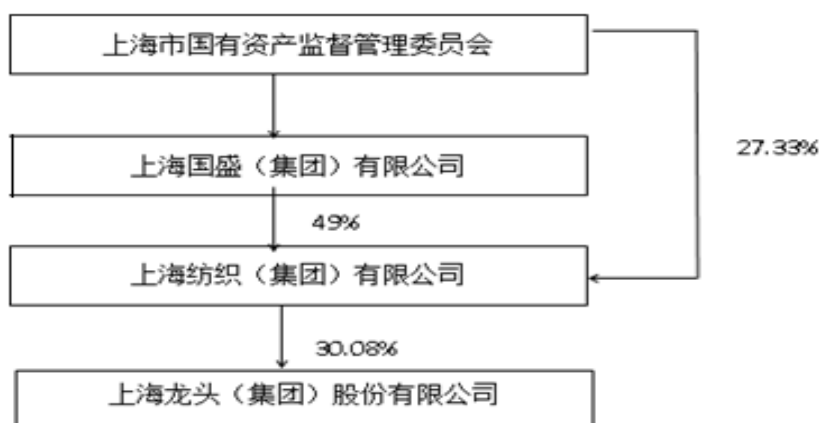 上海市国有资产监督管理委员会
27.33%
上海国盛（集团）有限公司
49%
上海纺织（集团）有限公司
30.08%
上海龙头（集团）股份有限公司